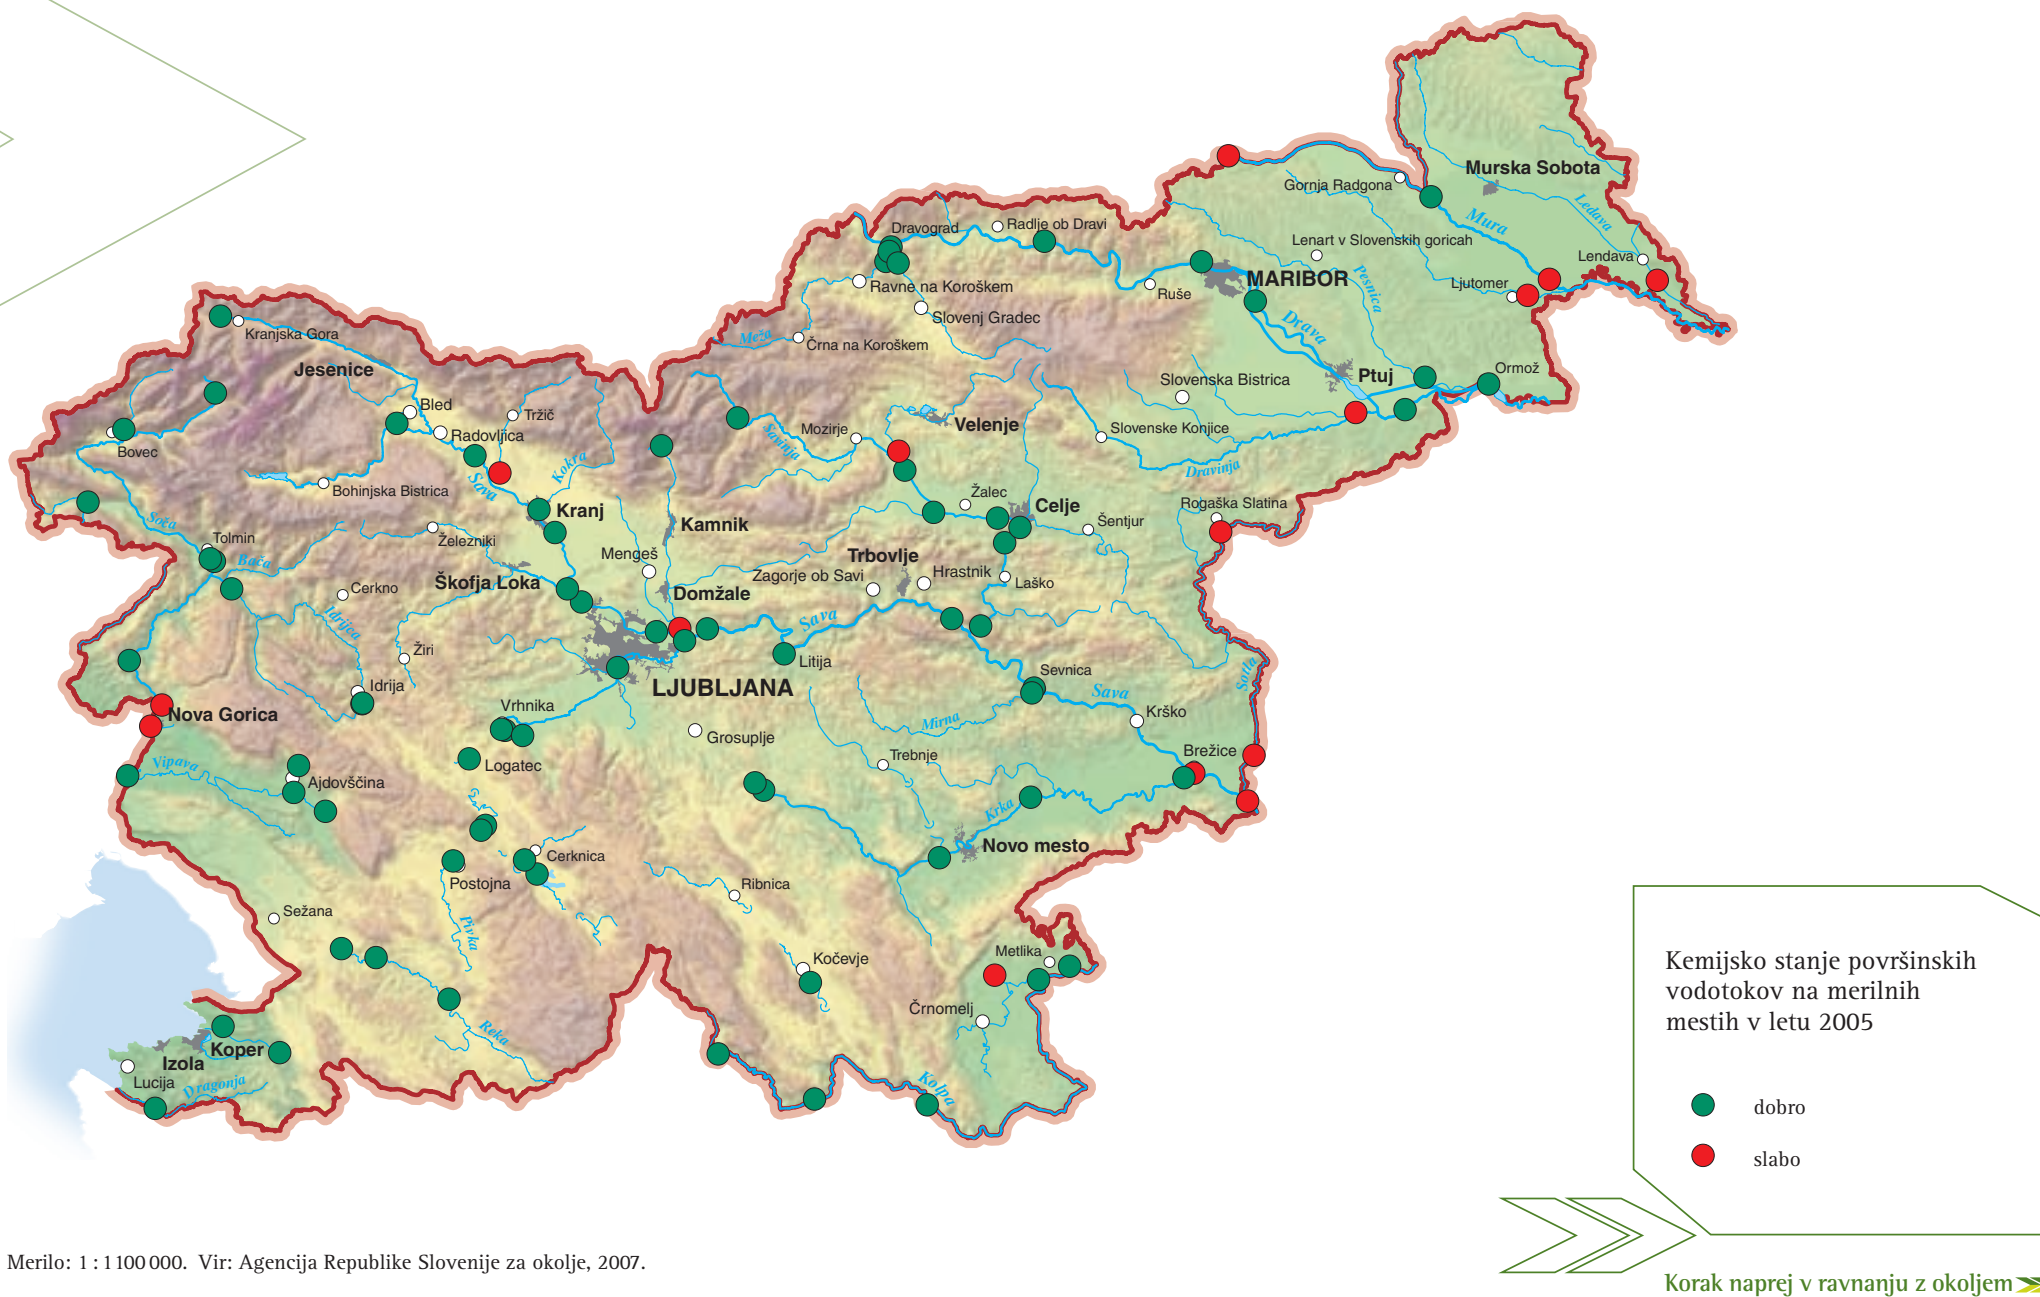 Murska Sobota
Gornja Radgona
Mura
Ledava
Dravograd
Radlje ob Dravi
Lenart v Slovenskih goricah
Lendava
MARIBOR
Pesnica
Ljutomer
Ravne na Koroškem
Ruše
Slovenj Gradec
Drava
Kranjska Gora
Meža
Črna na Koroškem
Jesenice
Ptuj
Ormož
Slovenska Bistrica
Bled
Tržič
Velenje
Radovljica
Mozirje
Savinja
Slovenske Konjice
Bovec
Kokra
Dravinja
Sava
Bohinjska Bistrica
Žalec
Celje
Rogaška Slatina
Soča
Kranj
Kamnik
Šentjur
Tolmin
Železniki
Bača
Mengeš
Trbovlje
Zagorje ob Savi
Hrastnik
Laško
Škofja Loka
Cerkno
Domžale
Idrijca
Sava
Žiri
Litija
Sevnica
Sotla
Idrija
LJUBLJANA
Sava
Nova Gorica
Vrhnika
Mirna
Krško
Grosuplje
Trebnje
Brežice
Vipava
Logatec
Ajdovščina
Krka
Novo mesto
Cerknica
Postojna
Ribnica
Sežana
Pivka
Metlika
Kočevje
Črnomelj
Reka
Koper
Izola
Lucija
Dragonja
Kolpa
Kemijsko stanje površinskih
vodotokov na merilnih
mestih v letu 2005
dobro
slabo
Merilo: 1 : 1 100 000. Vir: Agencija Republike Slovenije za okolje, 2007.
Korak naprej v ravnanju z okoljem